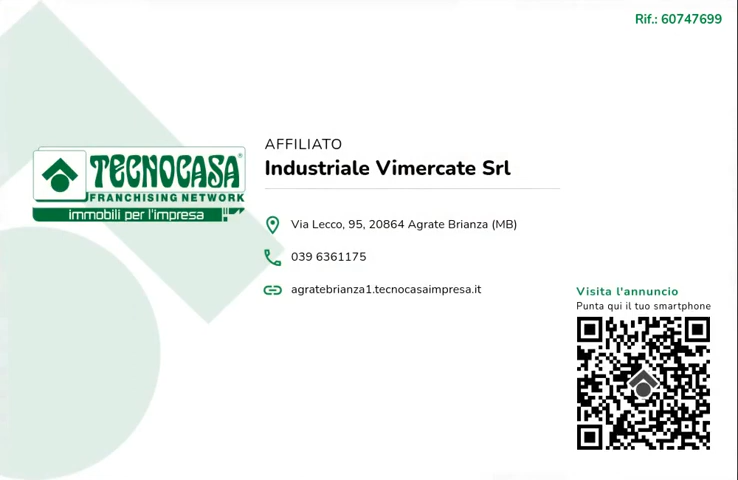 Rif.: 60747699
AFFILIATO
Industriale Vimercate Srl
TECNOCASA®
FRANCHISING NETWORK
immobili per l'impresa
Via Lecco, 95, 20864 Agrate Brianza (MB)
039 6361175
agratebrianza1.tecnocasaimpresa.it
Visita l'annuncio
Punta qui il tuo smartphone